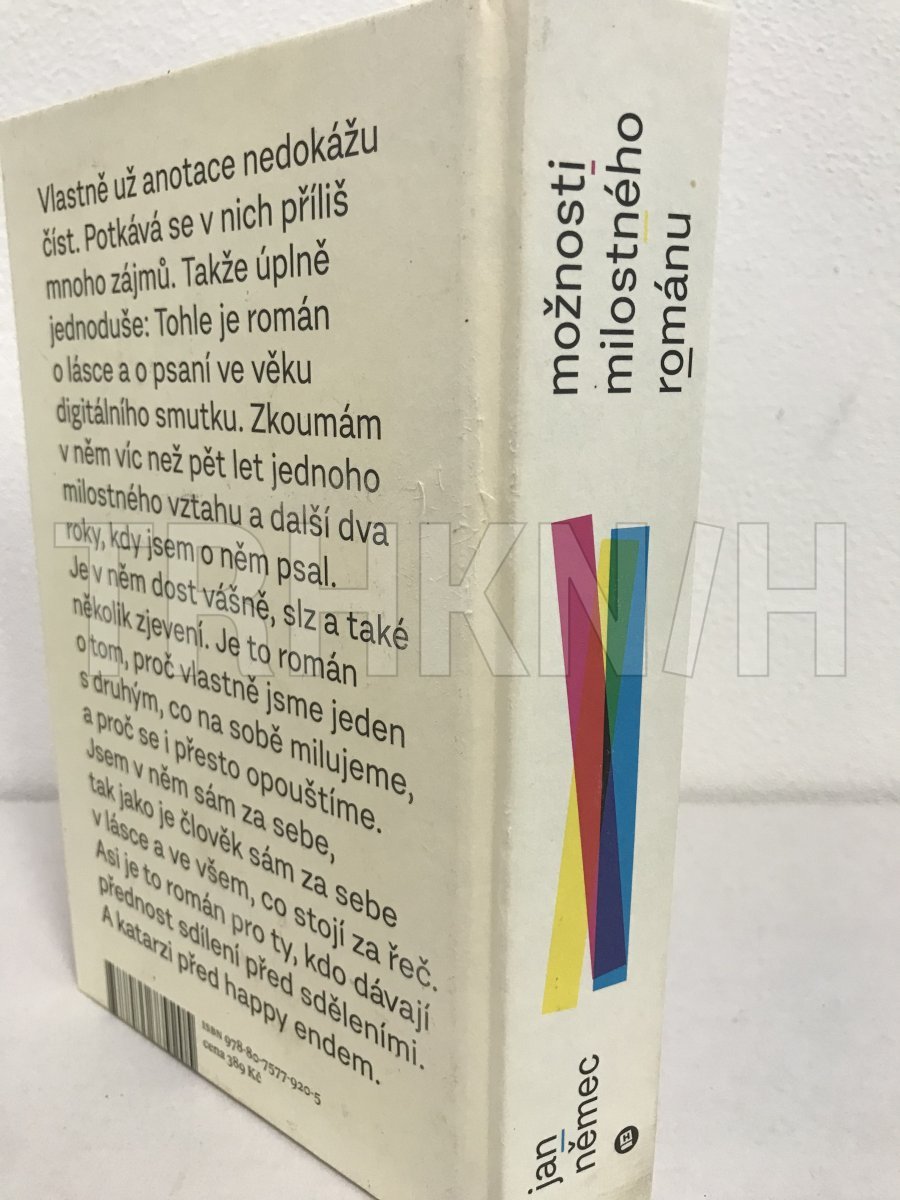 Vlastně už anotace nedokážu
číst. Potkává se v nich příliš
mnoho zájmů. Takže úplně
jednoduše: Tohle je román
o lásce a o psaní ve věku
digitálního smutku. Zkoumám
v něm víc než pět let jednoho
milostného vztahu a další dva
roky, kdy jsem o něm psal.
Je v něm dost vášně, slz a také
několik zjevení. Je to román
o tom, proč vlastně jsme jeden
s druhým, co na sobě milujeme,
a proč se i přesto opouštíme.
Jsem v něm sám za sebe,
tak jako je člověk sám za sebe
v lásce a ve všem, co stojí za řeč.
Asi je to román pro ty, kdo dávají
přednost sdílení před sděleními.
A katarzi před happy endem.
ISBN 978-80-7577-920-5
cena 389 Kč
možnosti
milostného
románu
jan
němec
TRHKNIH